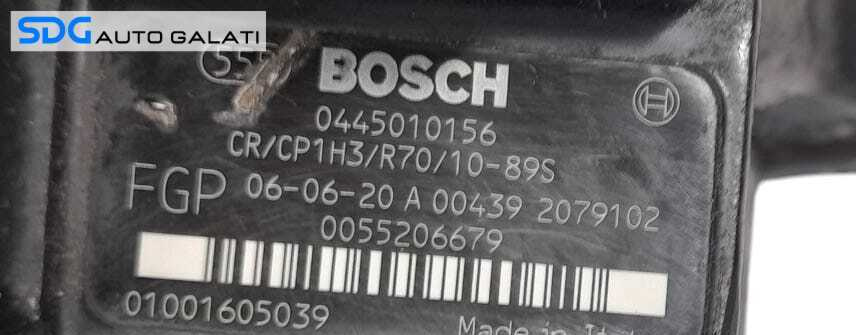 SDG AUTO GALATI
BOSCH
0445010156
CR/CP1H3/R70/10-89S
FGP 06-06-20 A 00439 2079102
0055206679
01001605039
Made in